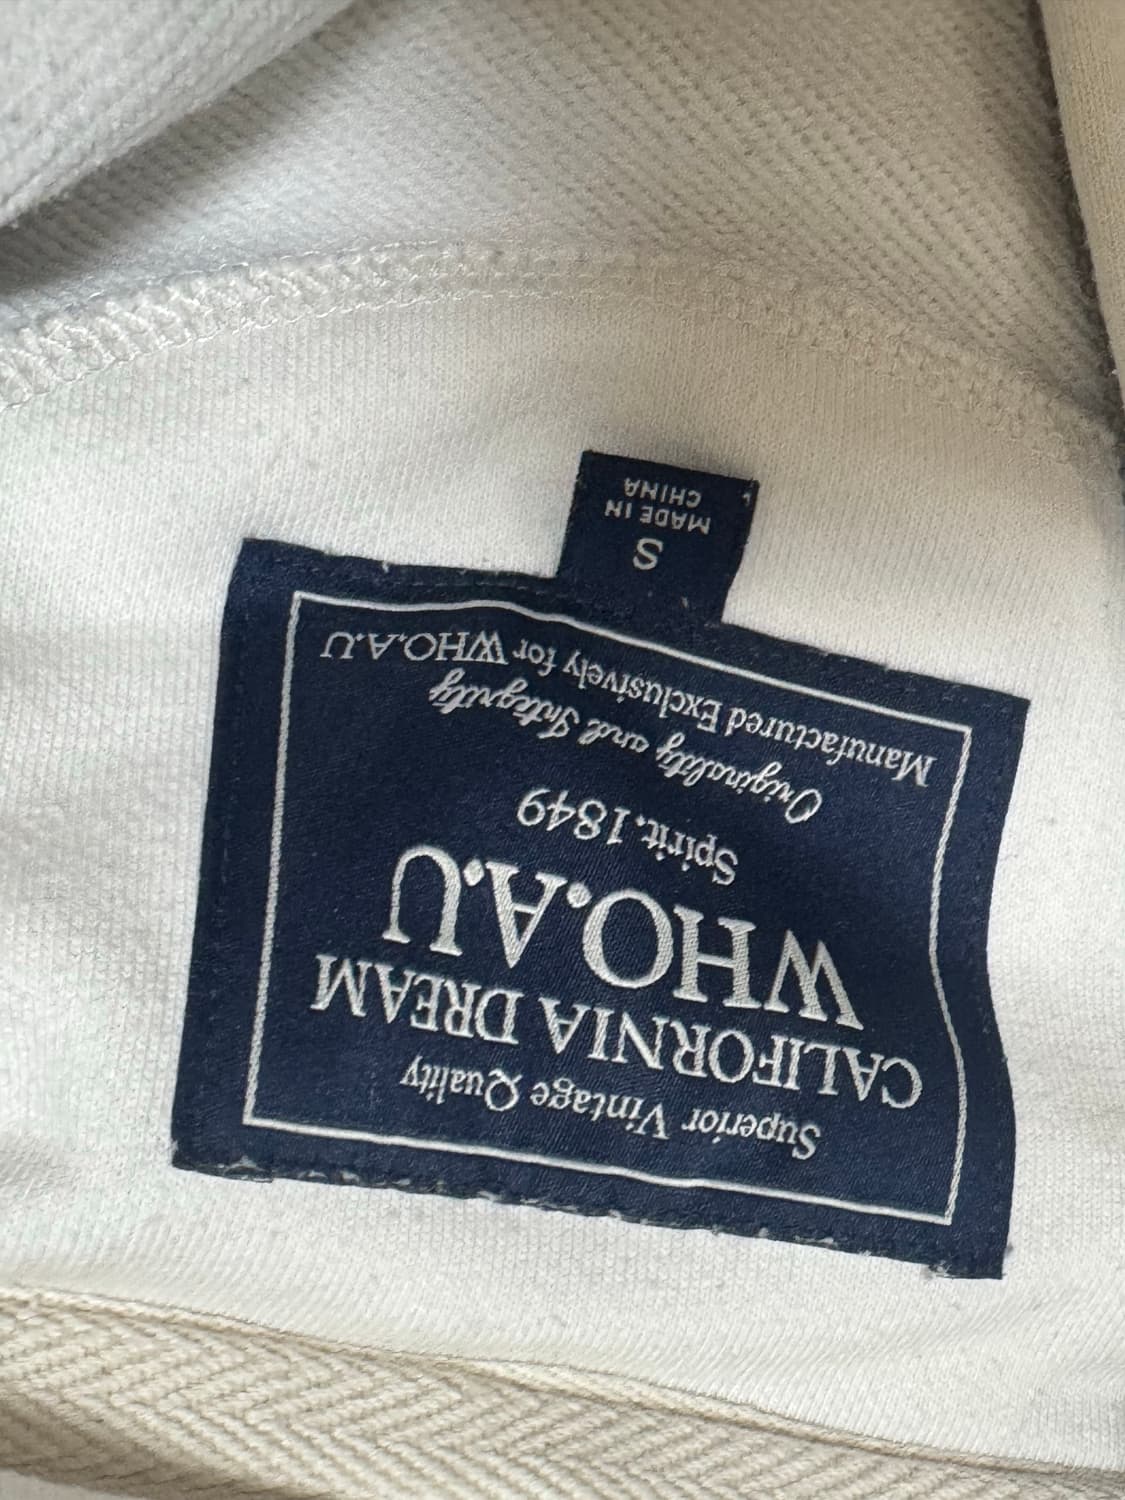 Superior Vintage Quality
CALIFORNIA DREAM
WHO.A.U
Spirit.1849
Originality and Integrity
Manufactured Exclusively for WHO.A.U
S
MADE IN
CHINA